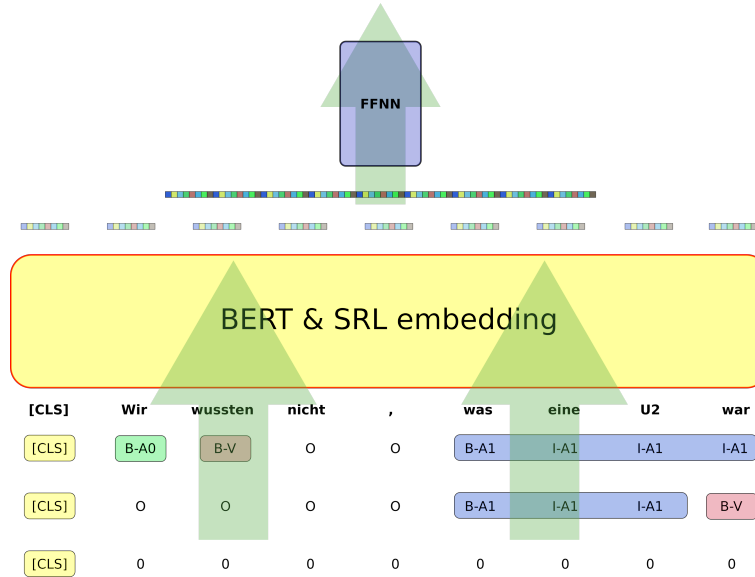 FFNN
BERT & SRL embedding
[CLS] Wir wussten nicht , was eine U2 war
[CLS] B-A0 B-V O O B-A1 I-A1 I-A1 I-A1
[CLS] O O O O B-A1 I-A1 I-A1 B-V
[CLS] 0 0 0 0 0 0 0 0